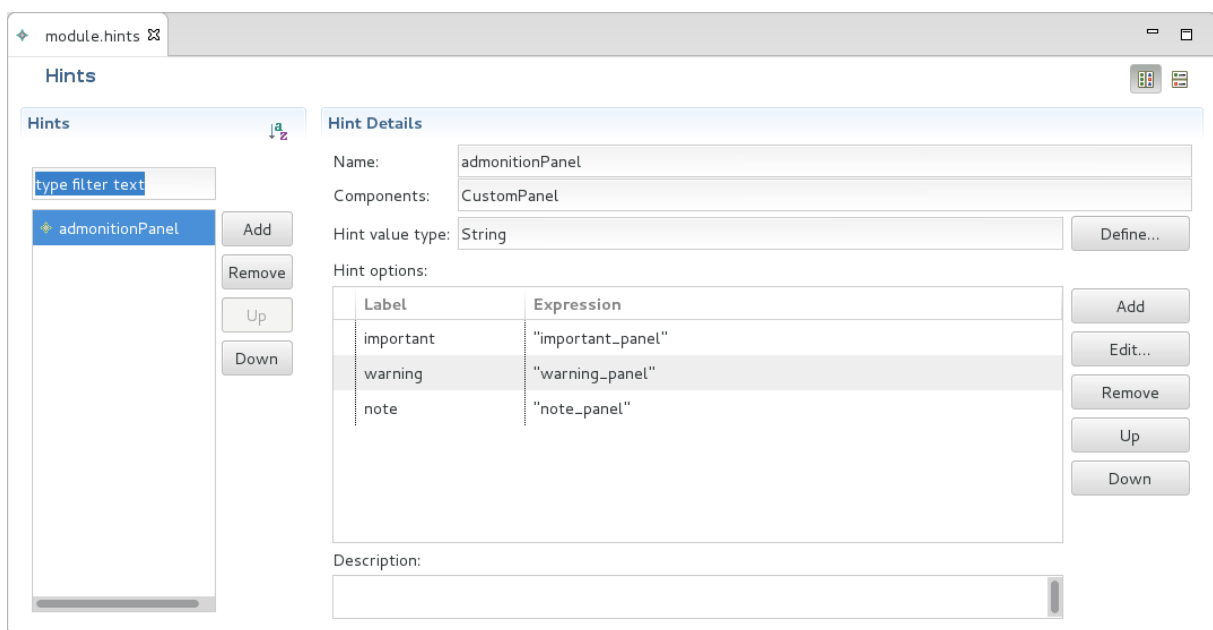 module.hints
Hints
Hints
a
z
type filter text
admonitionPanel
Add
Remove
Up
Down
Hint Details
Name: admonitionPanel
Components: CustomPanel
Hint value type: String Define...
Hint options:
Label Expression
important "important_panel"
warning "warning_panel"
note "note_panel"
Add
Edit...
Remove
Up
Down
Description: